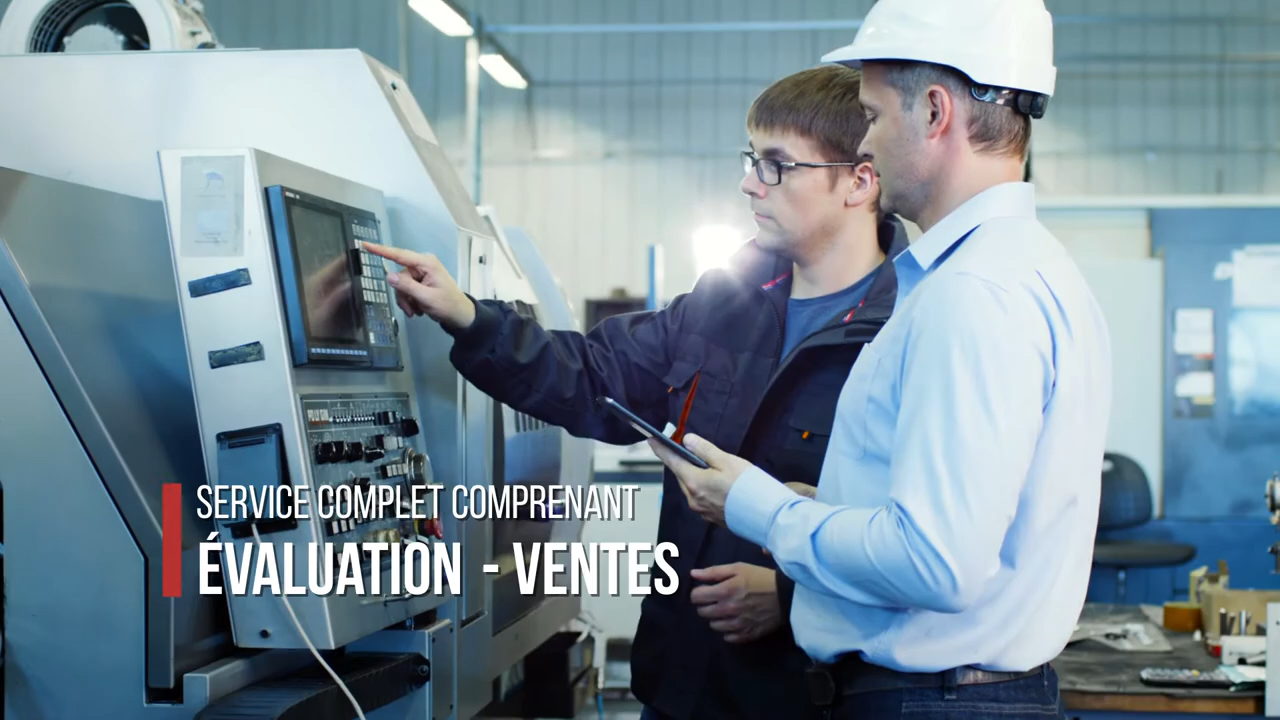 SERVICE COMPLET COMPRENANT
ÉVALUATION - VENTES